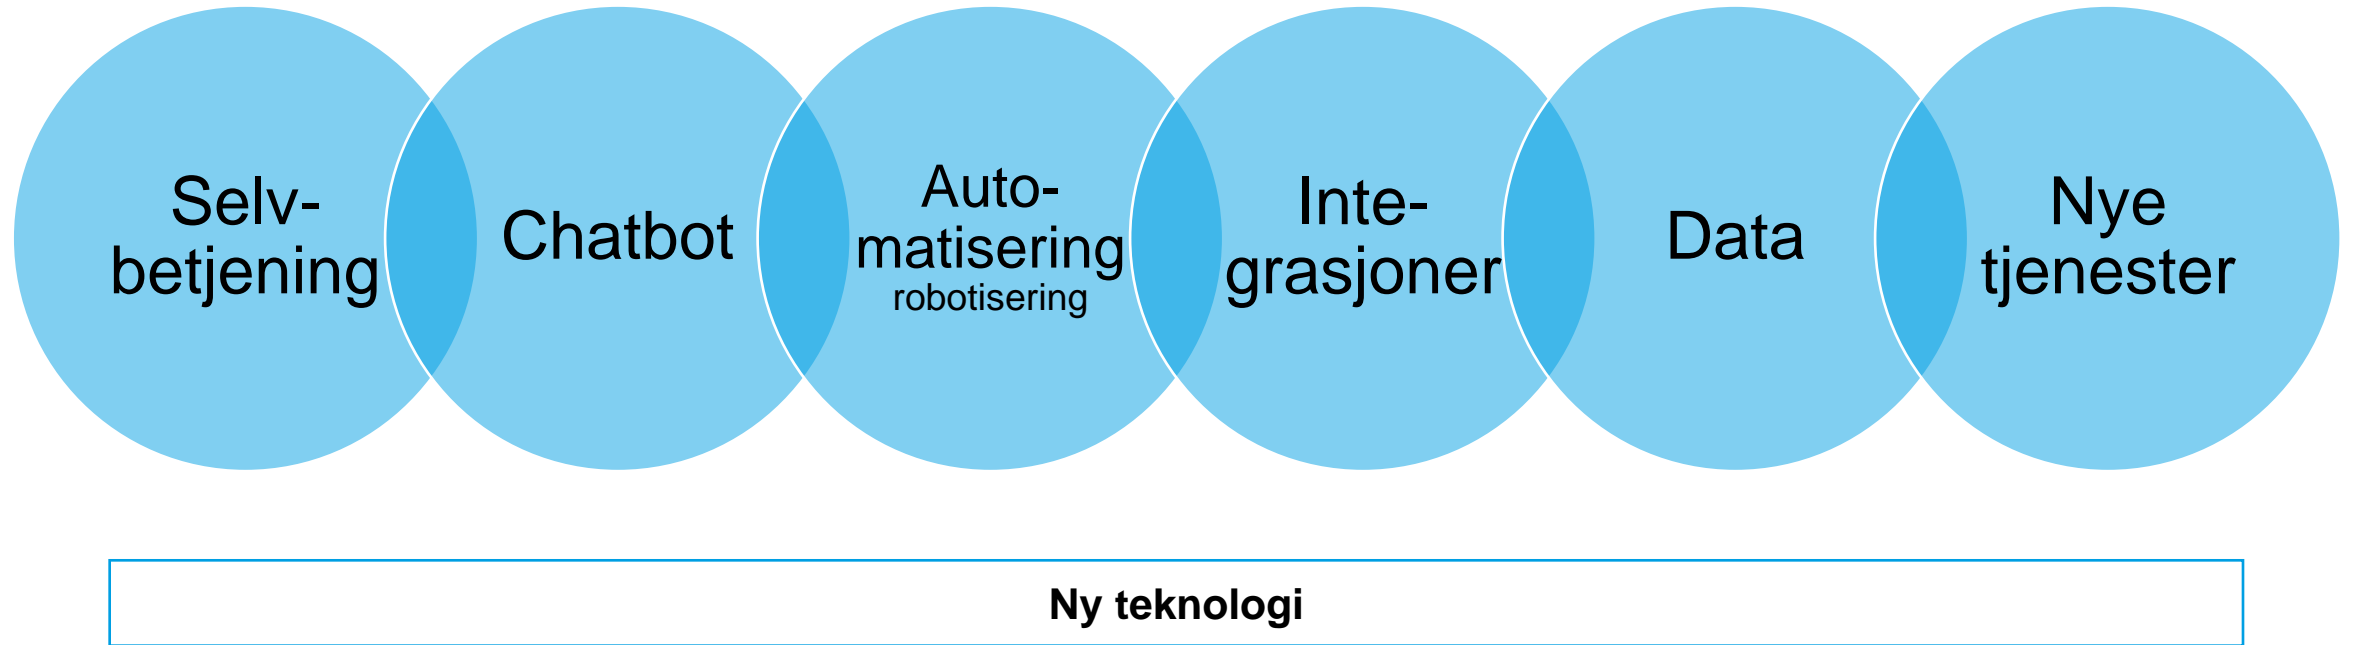 Selv-
betjening
Chatbot
Auto-
matisering
robotisering
Inte-
grasjoner
Data
Nye
tjenester
Ny teknologi